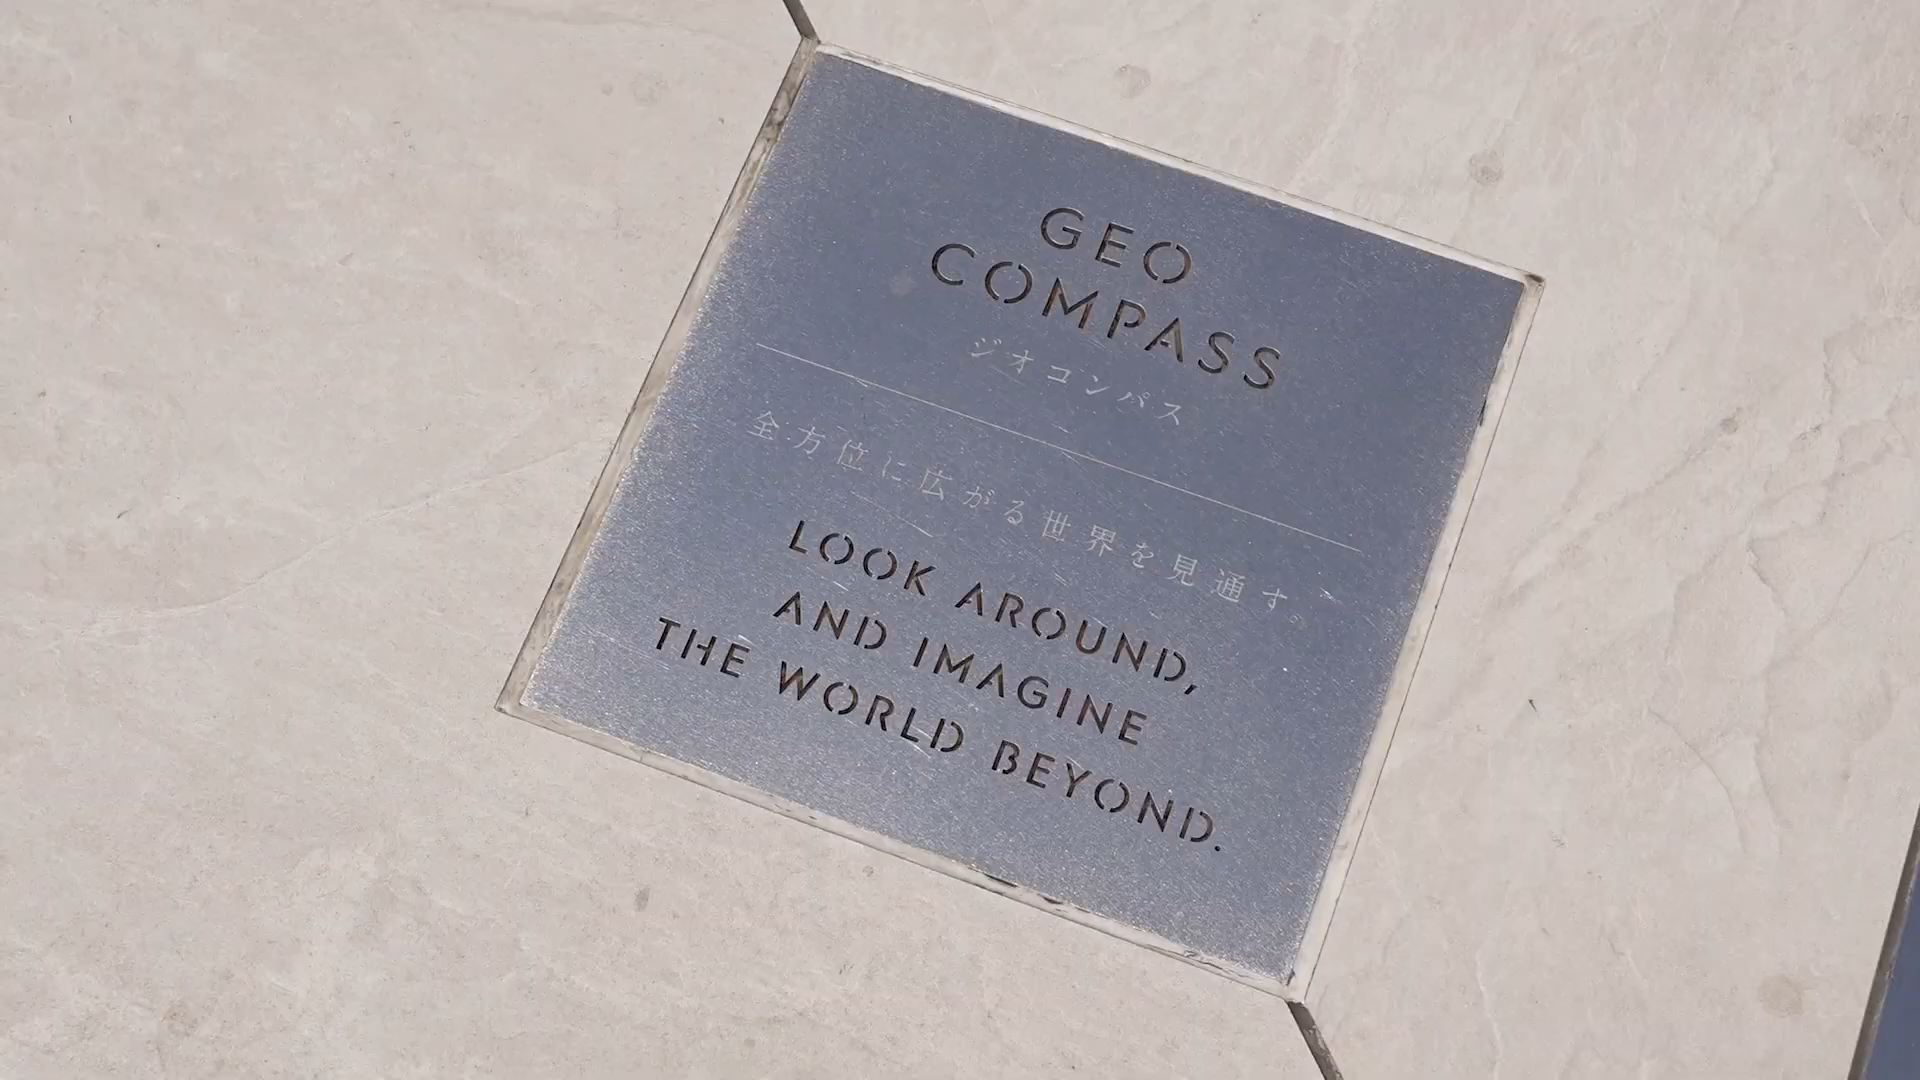 GEO
COMPASS
ジオコンパス
全方位に広がる世界を見通す
LOOK AROUND,
AND IMAGINE
THE WORLD BEYOND.